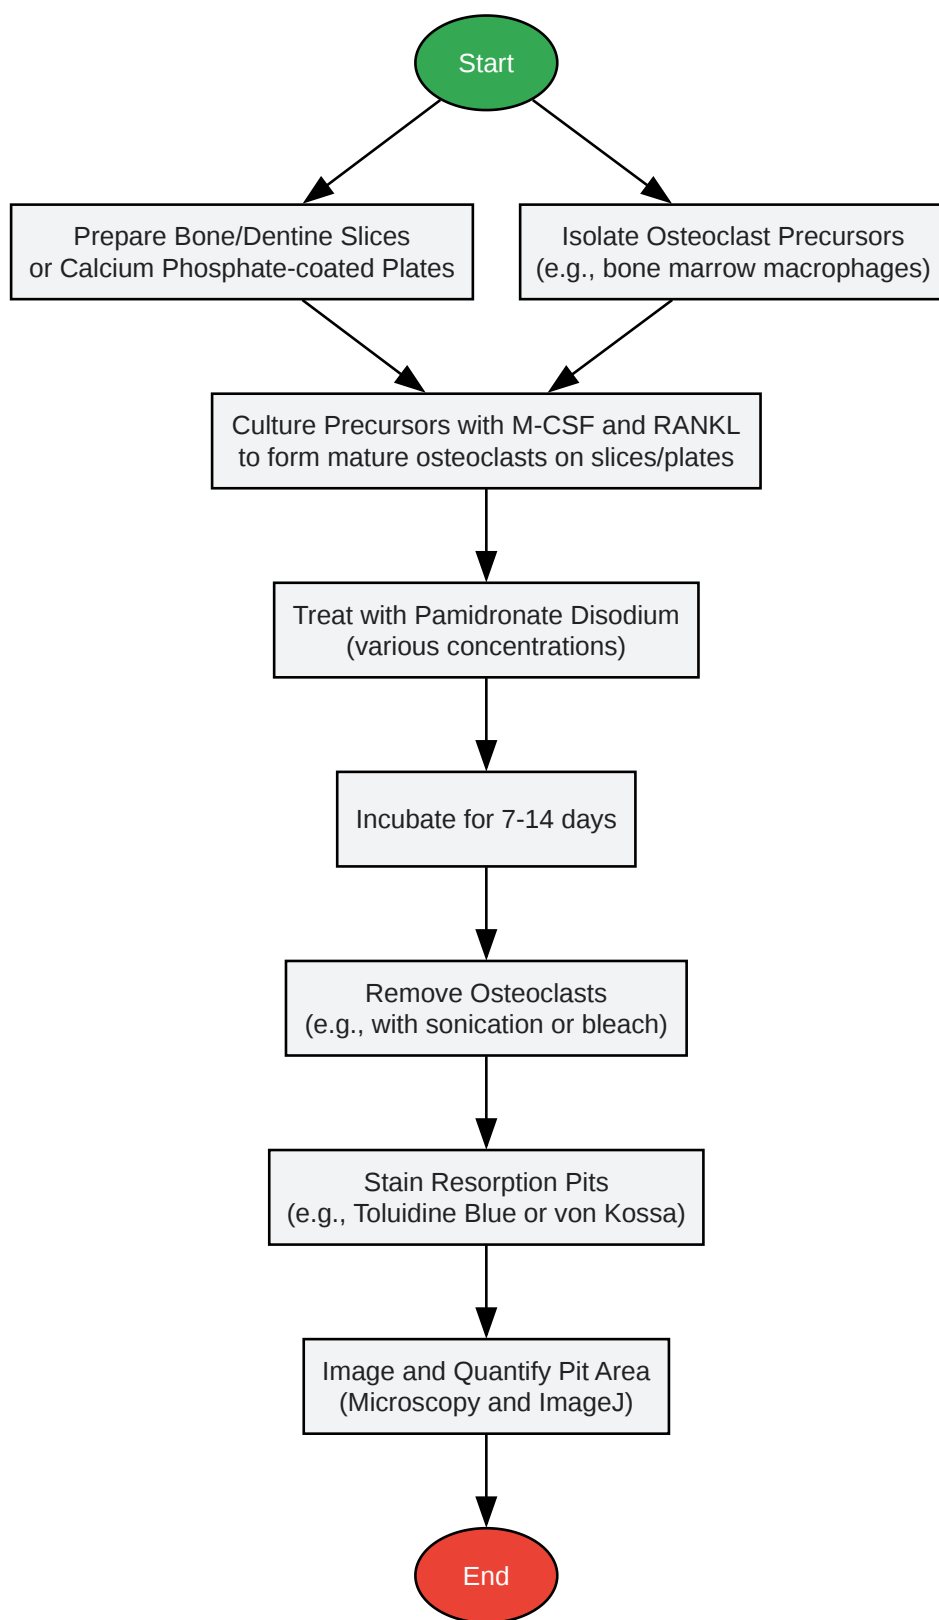 Start
Prepare Bone/Dentine Slices
or Calcium Phosphate-coated Plates
Isolate Osteoclast Precursors
(e.g., bone marrow macrophages)
Culture Precursors with M-CSF and RANKL
to form mature osteoclasts on slices/plates
Treat with Pamidronate Disodium
(various concentrations)
Incubate for 7-14 days
Remove Osteoclasts
(e.g., with sonication or bleach)
Stain Resorption Pits
(e.g., Toluidine Blue or von Kossa)
Image and Quantify Pit Area
(Microscopy and ImageJ)
End